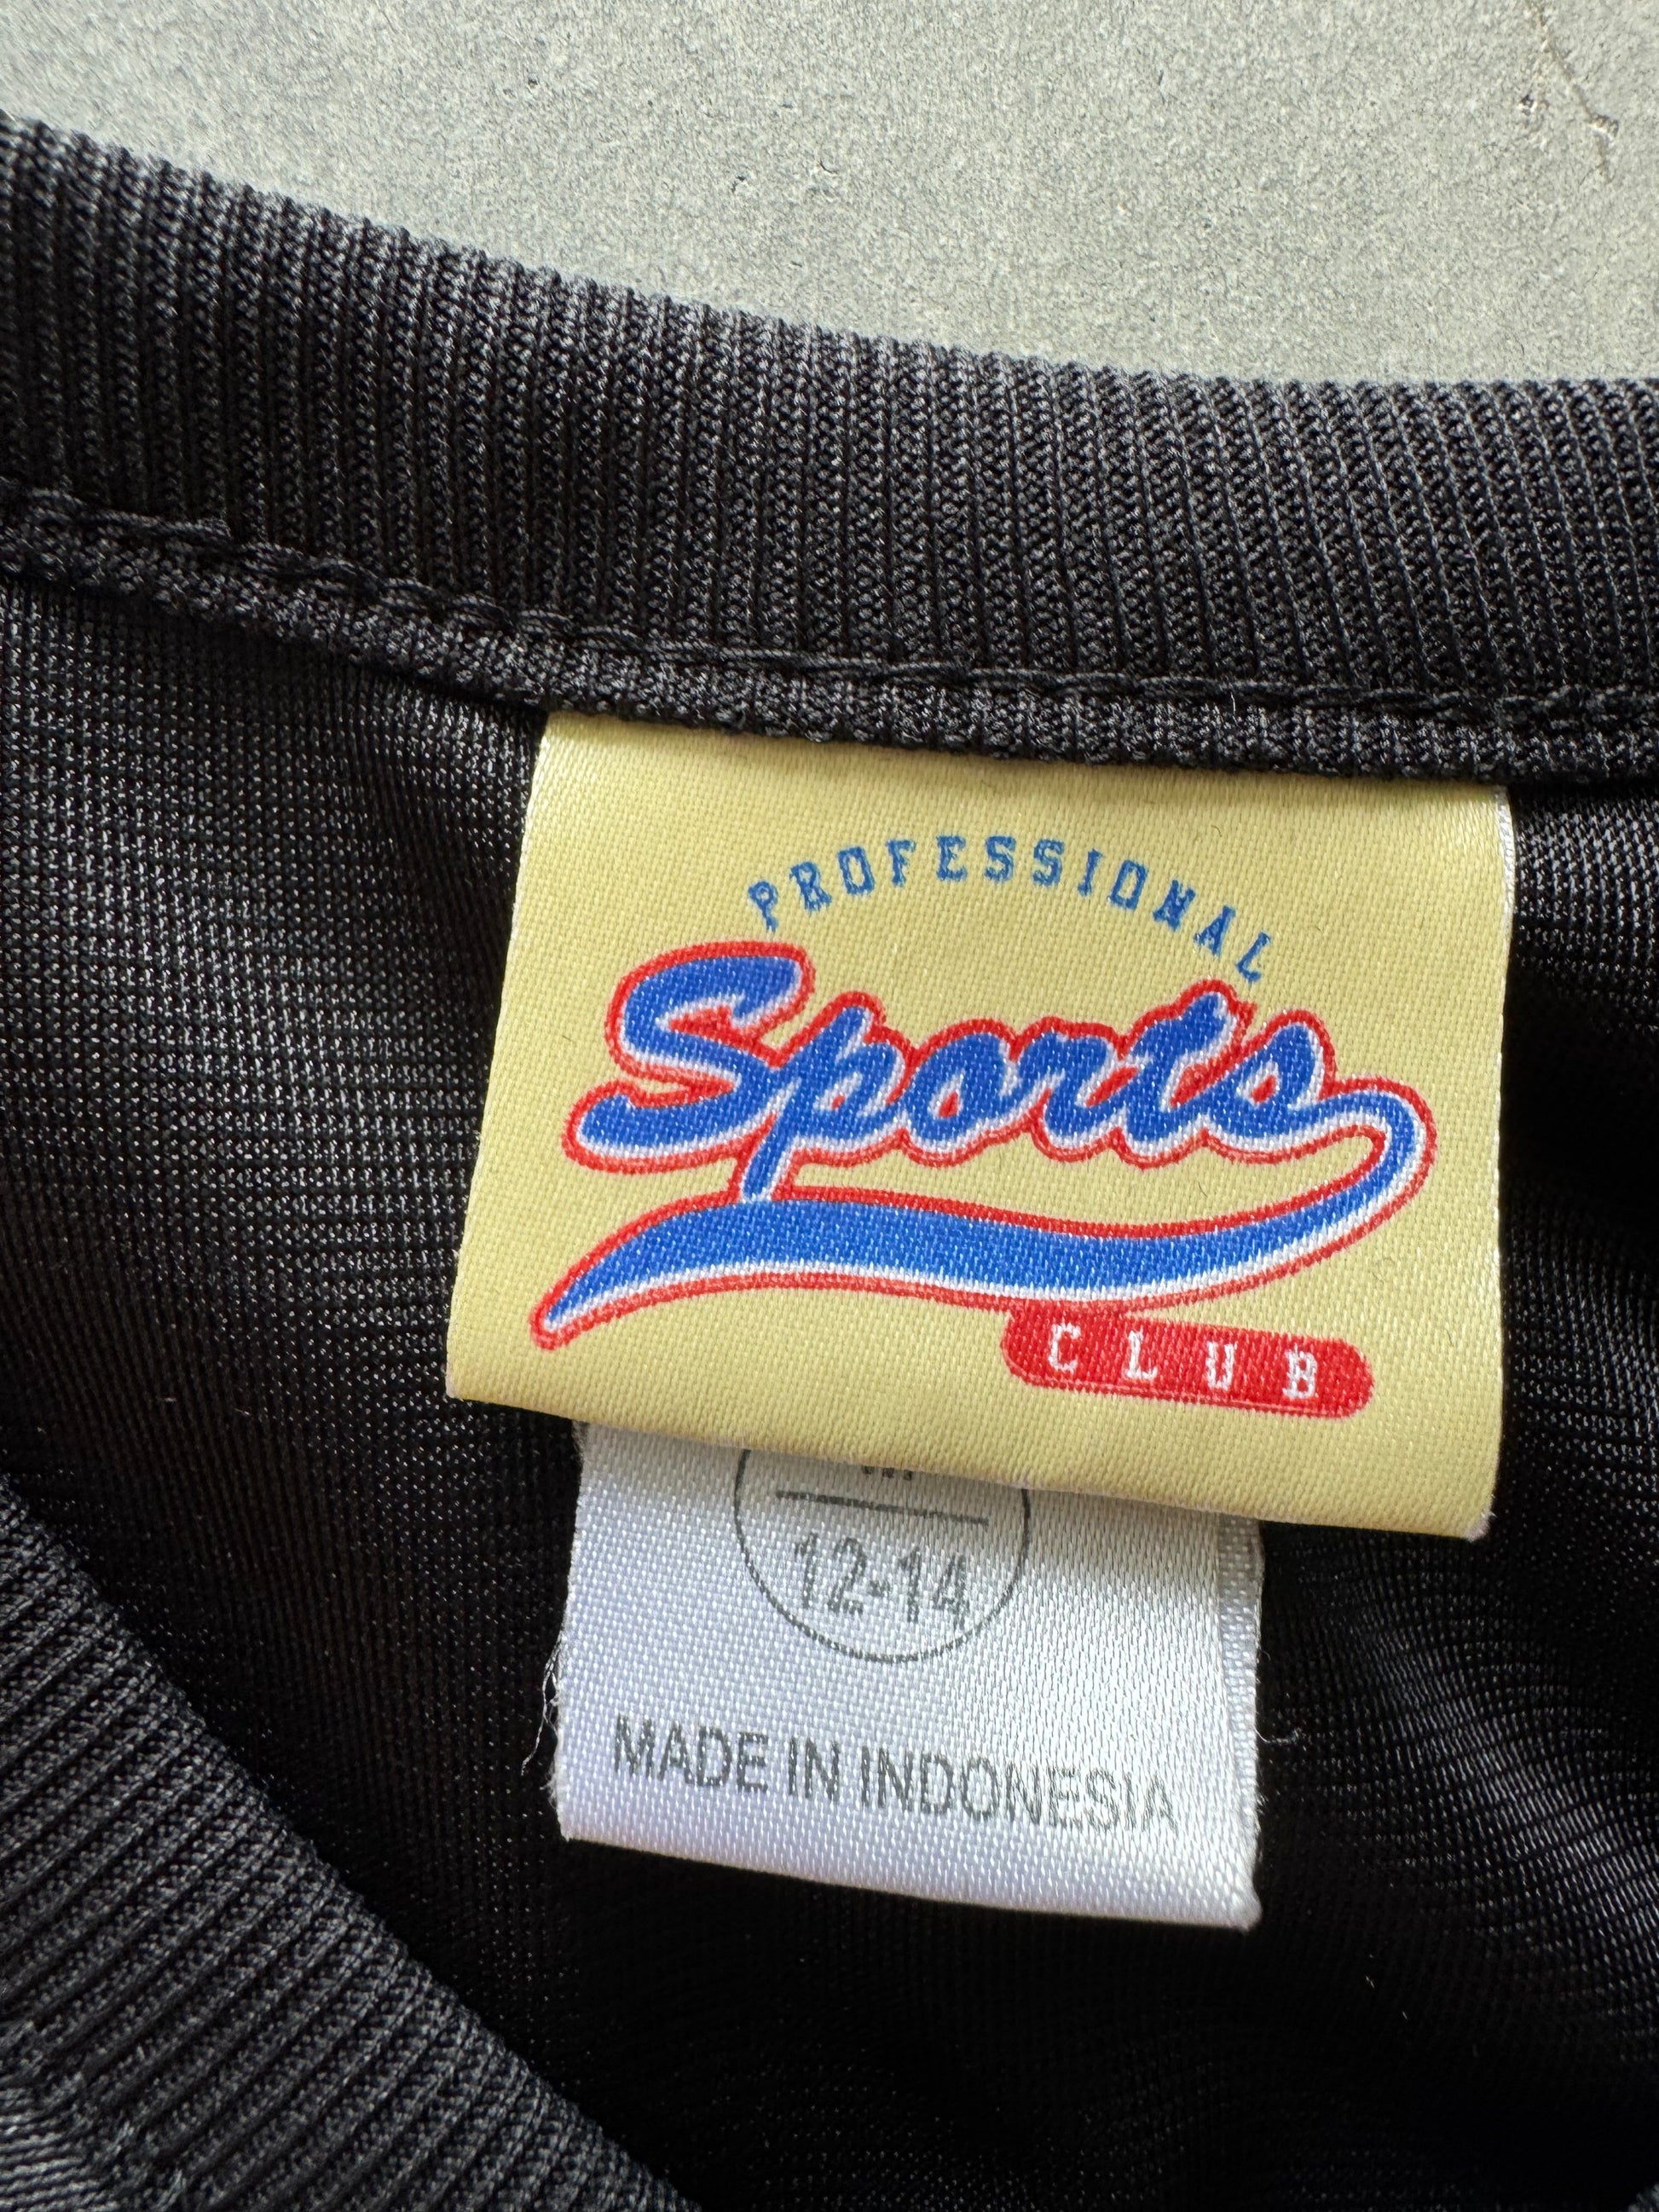 PROFESSIONAL
Sports
CLUB
12-14
MADE IN INDONESIA